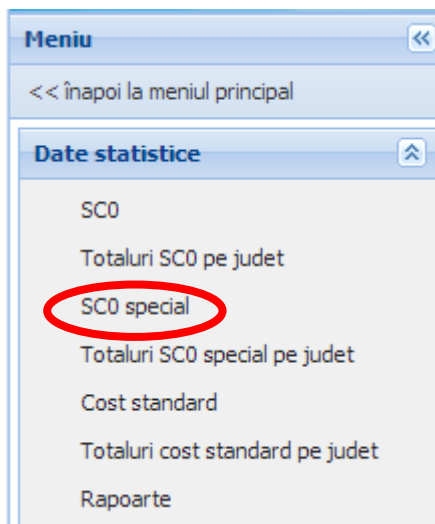 Meniu
<< înapoi la meniul principal
Date statistice
SC0
Totaluri SC0 pe judet
SC0 special
Totaluri SC0 special pe judet
Cost standard
Totaluri cost standard pe judet
Rapoarte